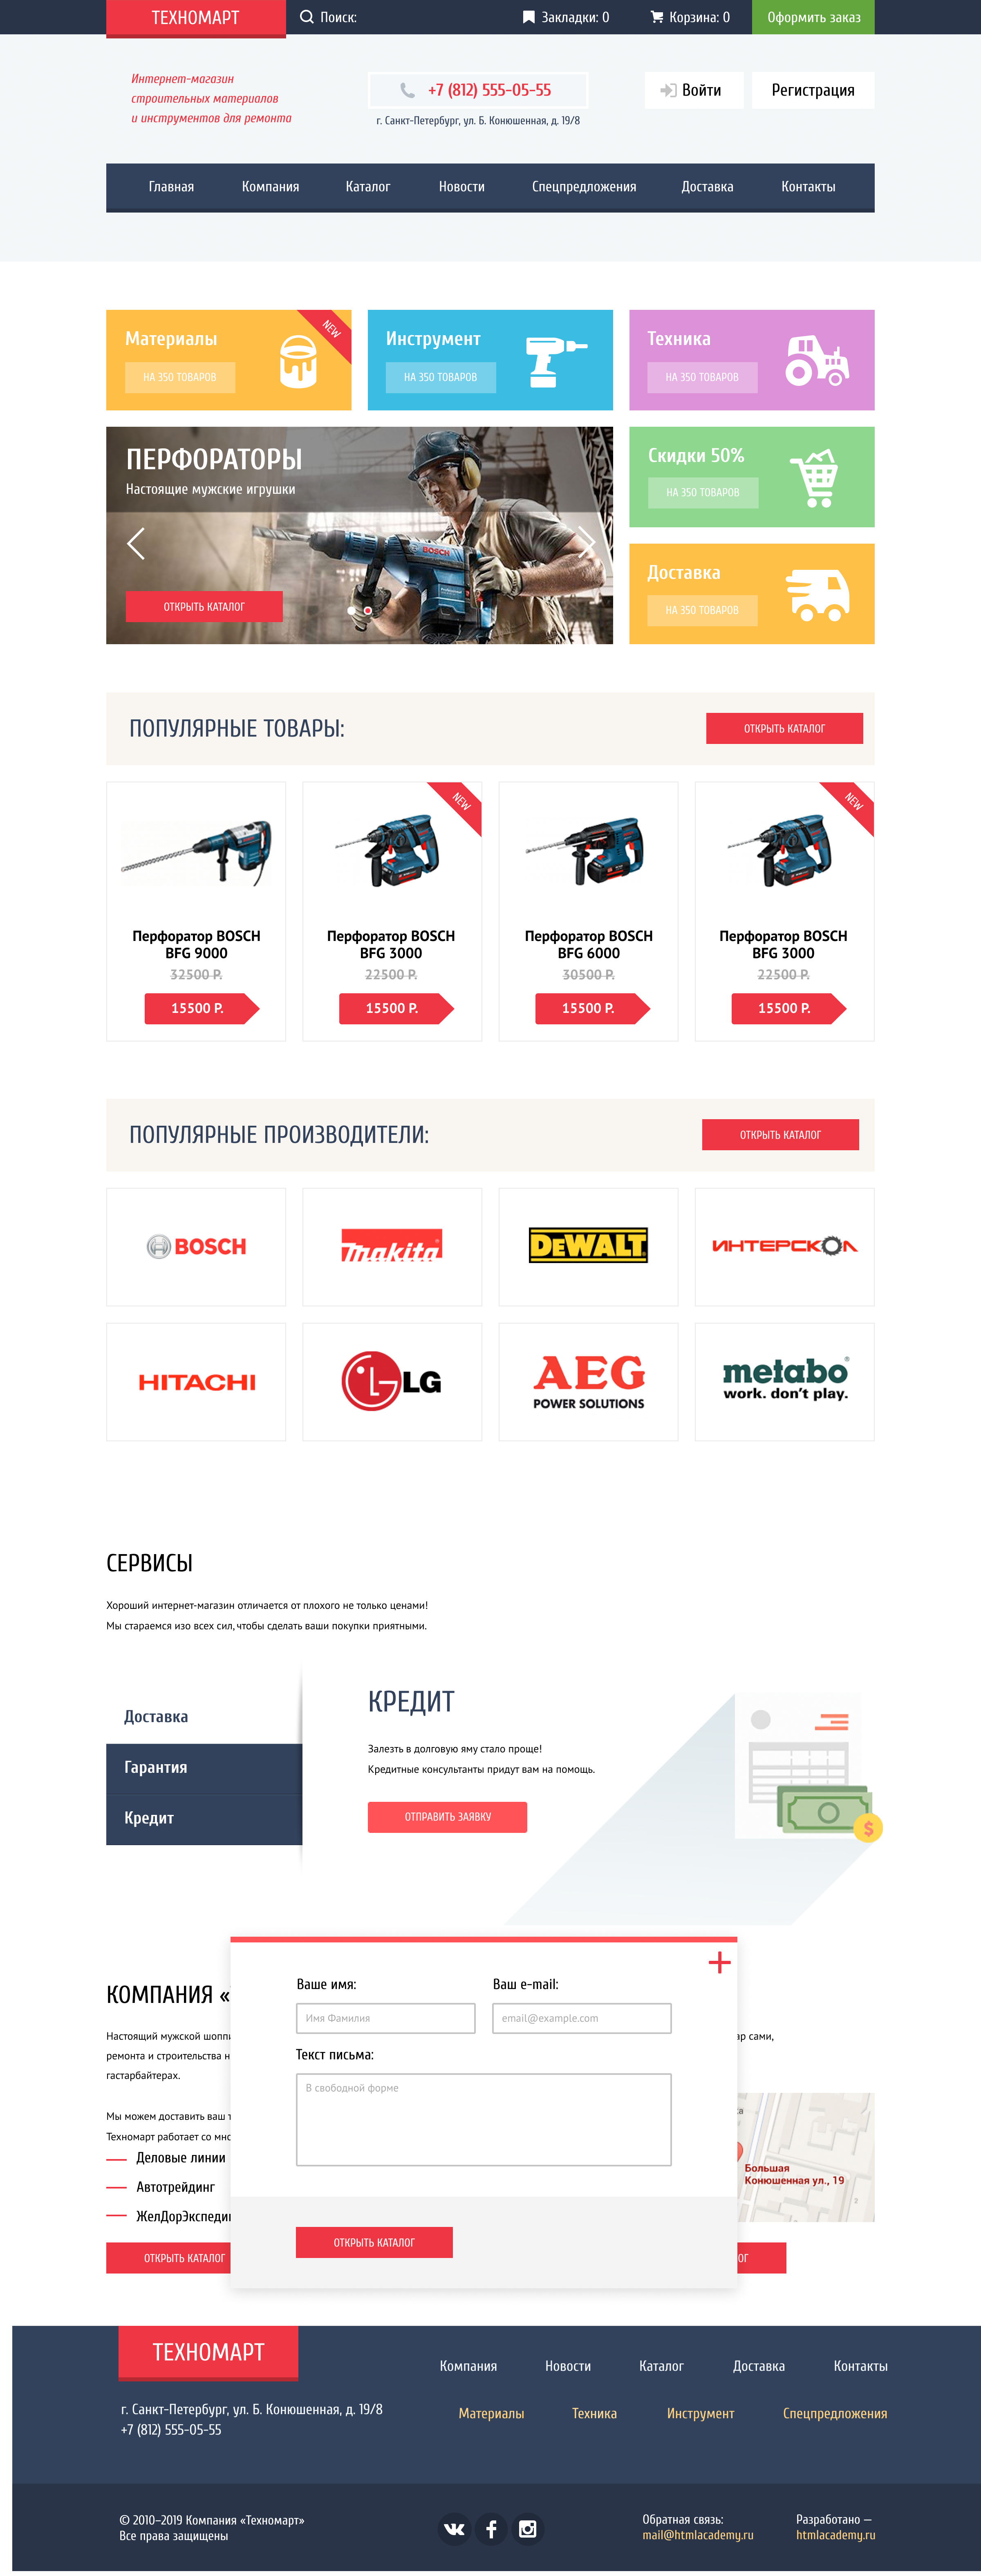 ТЕХНОМАРТ
Поиск:
Закладки: 0
Корзина: 0
Оформить заказ
Интернет-магазин
строительных материалов
и инструментов для ремонта
+7 (812) 555-05-55
г. Санкт-Петербург, ул. Б. Конюшенная, д. 19/8
Войти
Регистрация
Главная
Компания
Каталог
Новости
Спецпредложения
Доставка
Контакты
Материалы
НА 350 ТОВАРОВ
NEW
Инструмент
НА 350 ТОВАРОВ
Техника
НА 350 ТОВАРОВ
ПЕРФОРАТОРЫ
Настоящие мужские игрушки
BOSCH
ОТКРЫТЬ КАТАЛОГ
Скидки 50%
НА 350 ТОВАРОВ
Доставка
НА 350 ТОВАРОВ
ПОПУЛЯРНЫЕ ТОВАРЫ:
ОТКРЫТЬ КАТАЛОГ
Перфоратор BOSCH
BFG 9000
32500 Р.
15500 Р.
NEW
Перфоратор BOSCH
BFG 3000
22500 Р.
15500 Р.
Перфоратор BOSCH
BFG 6000
30500 Р.
15500 Р.
NEW
Перфоратор BOSCH
BFG 3000
22500 Р.
15500 Р.
ПОПУЛЯРНЫЕ ПРОИЗВОДИТЕЛИ:
ОТКРЫТЬ КАТАЛОГ
BOSCH
makita
DEWALT
ИНТЕРСКОЛ
HITACHI
LG
AEG
POWER SOLUTIONS
metabo®
work. don't play.
СЕРВИСЫ
Хороший интернет-магазин отличается от плохого не только ценами!
Мы стараемся изо всех сил, чтобы сделать ваши покупки приятными.
Доставка
Гарантия
Кредит
КРЕДИТ
Залезть в долговую яму стало проще!
Кредитные консультанты придут вам на помощь.
ОТПРАВИТЬ ЗАЯВКУ
$
КОМПАНИЯ «
Настоящий мужской шоппи
ремонта и строительства н
гастарбайтерах.
Мы можем доставить ваш т
Техномарт работает со мно
Деловые линии
Автотрейдинг
ЖелДорЭкспеди
ОТКРЫТЬ КАТАЛОГ
Ваше имя:
Ваш e-mail:
Имя Фамилия
email@example.com
Текст письма:
В свободной форме
ОТКРЫТЬ КАТАЛОГ
ар сами,
Большая
Конюшенная ул., 19
2
ОГ
ТЕХНОМАРТ
г. Санкт-Петербург, ул. Б. Конюшенная, д. 19/8
+7 (812) 555-05-55
Компания
Новости
Каталог
Доставка
Контакты
Материалы
Техника
Инструмент
Спецпредложения
© 2010–2019 Компания «Техномарт»
Все права защищены
Обратная связь:
mail@htmlacademy.ru
Разработано —
htmlacademy.ru